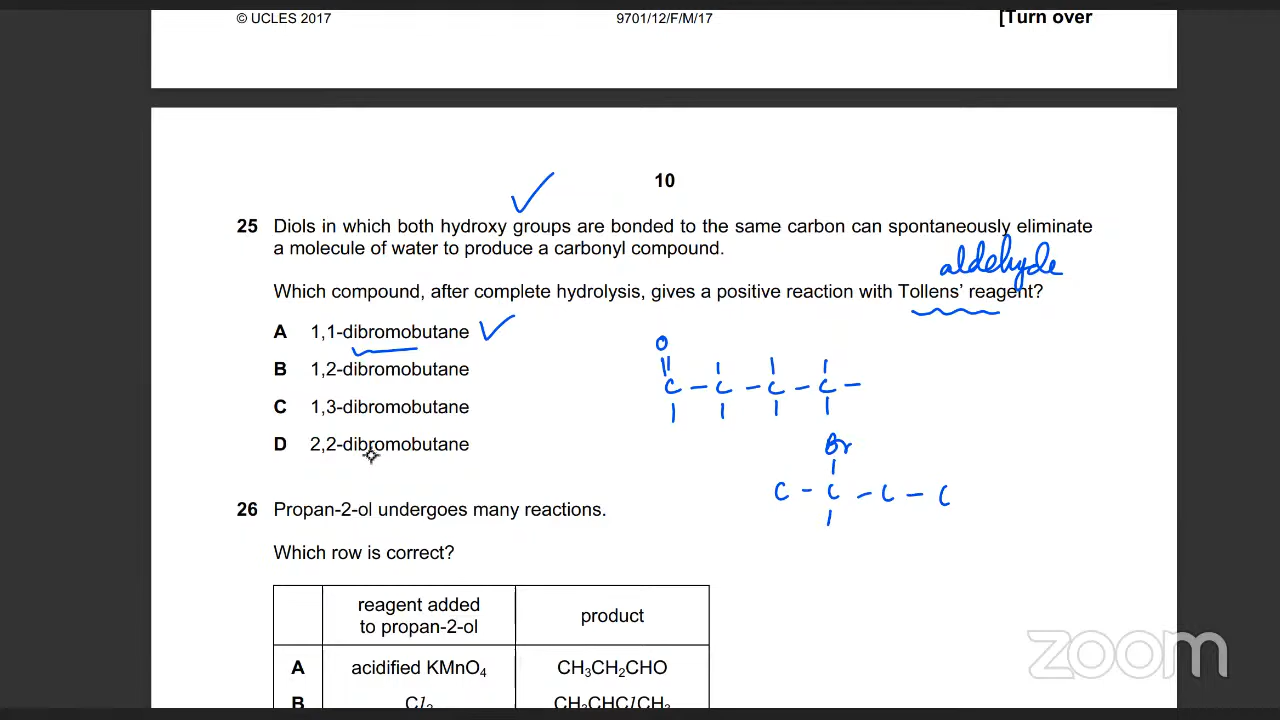 © UCLES 2017 9701/12/F/M/17 [Turn over
10
25 Diols in which both hydroxy groups are bonded to the same carbon can spontaneously eliminate
a molecule of water to produce a carbonyl compound.
aldehyde
Which compound, after complete hydrolysis, gives a positive reaction with Tollens' reagent?
A 1,1-dibromobutane
B 1,2-dibromobutane
C 1,3-dibromobutane
D 2,2-dibromobutane
O
C - C - C - C -
Br
C - C - C - C
26 Propan-2-ol undergoes many reactions.
Which row is correct?
reagent added
to propan-2-ol
product
A acidified KMnO₄ CH₃CH₂CHO
B Cl₂ CH₃CHClCH₃
zoom